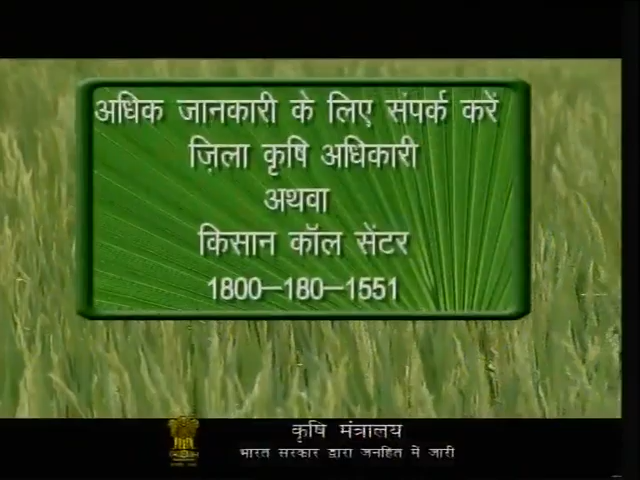 अधिक जानकारी के लिए संपर्क करें
ज़िला कृषि अधिकारी
अथवा
किसान कॉल सेंटर
1800–180–1551
कृषि मंत्रालय
भारत सरकार द्वारा जनहित में जारी